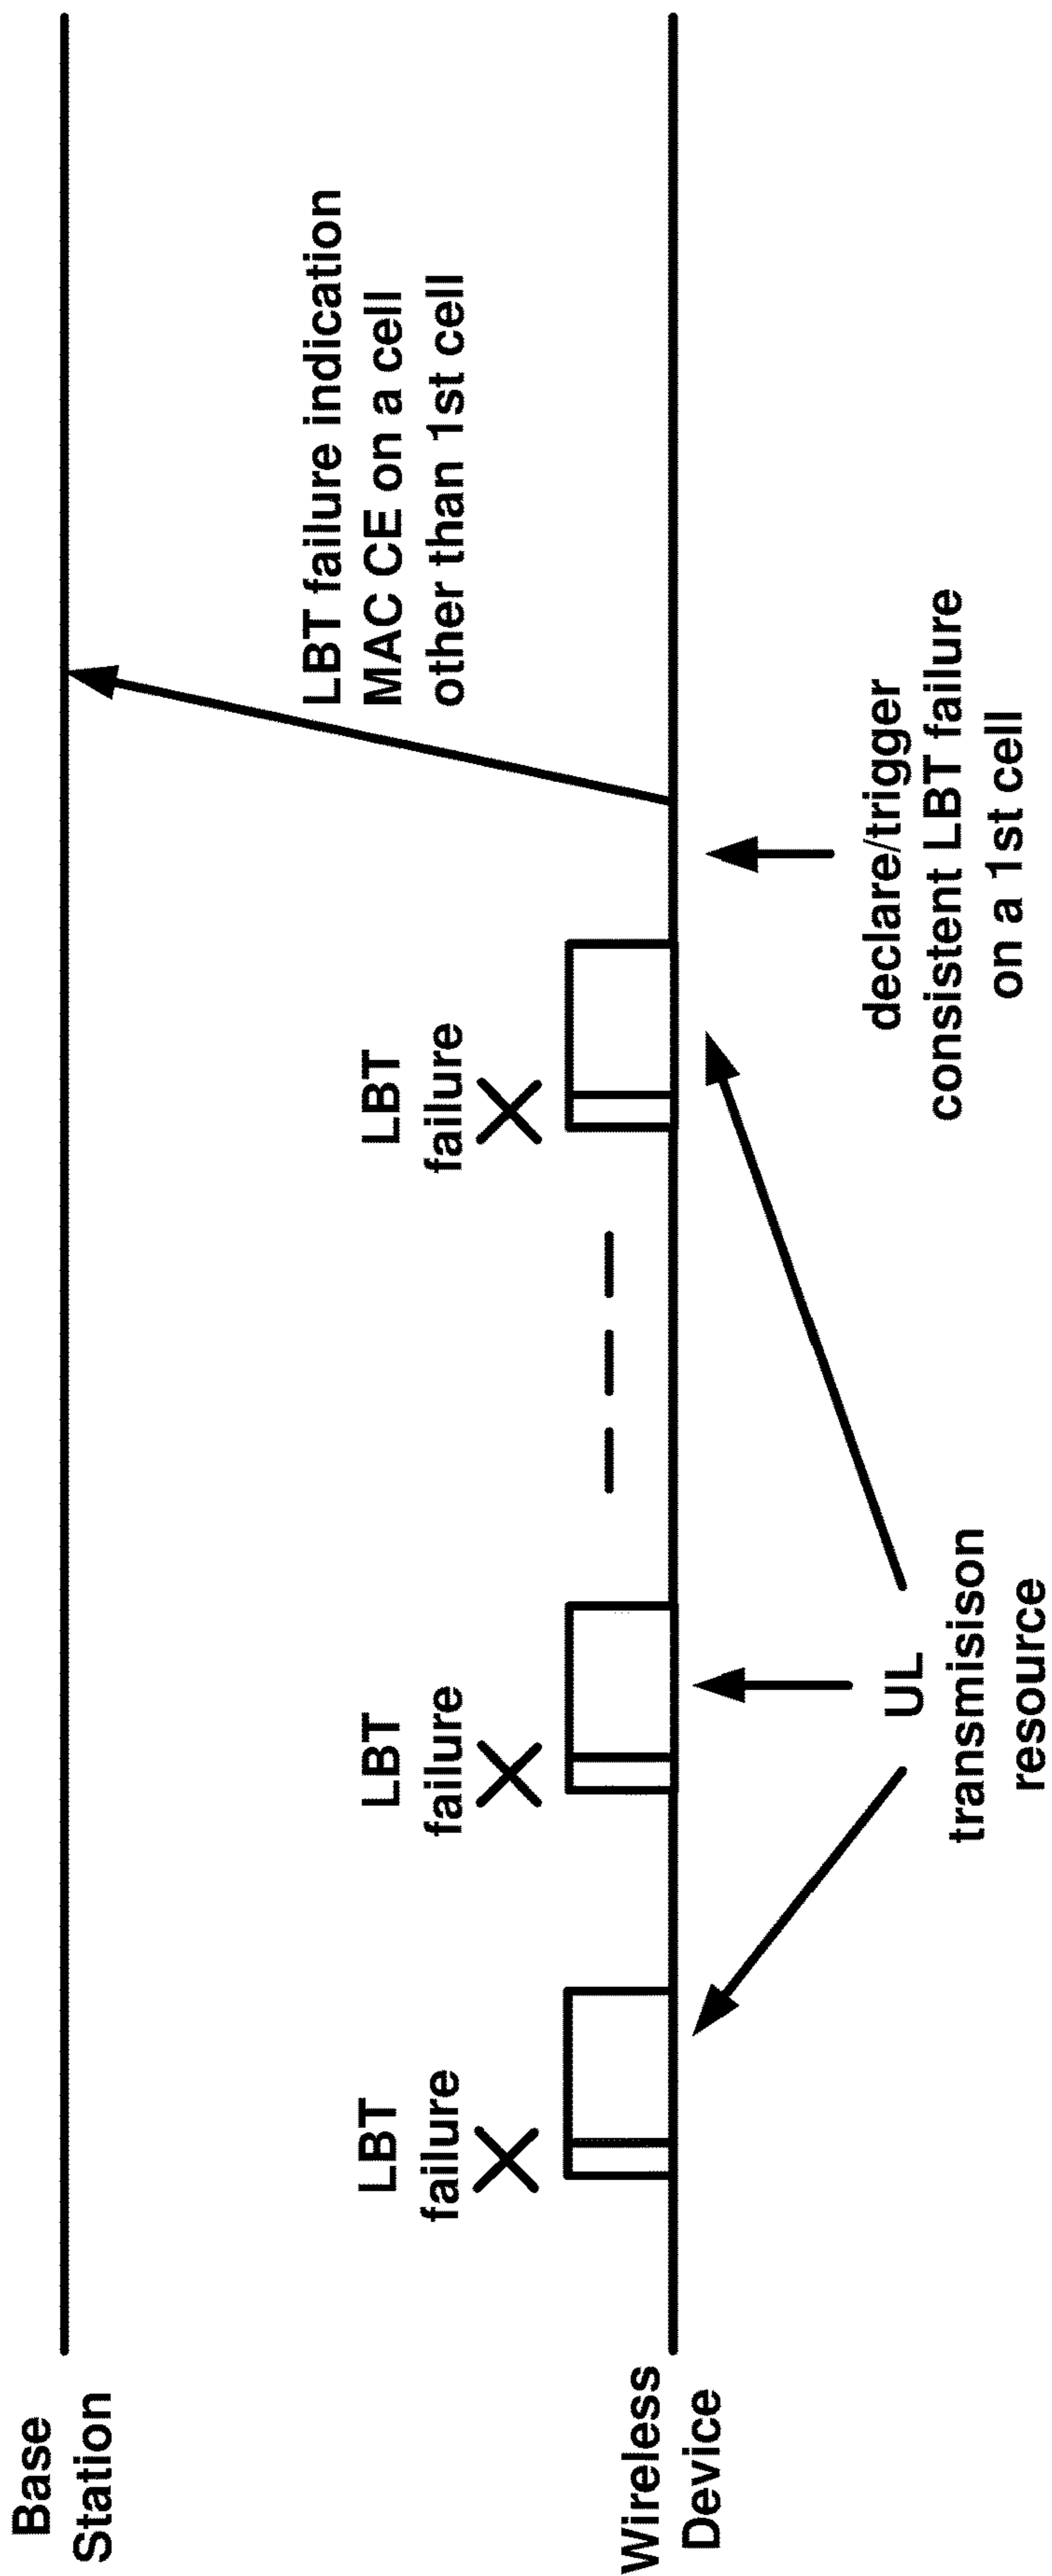 Base
Station
LBT failure indication
MAC CE on a cell
other than 1st cell
LBT
failure
LBT
failure
LBT
failure
Wireless
Device
UL
transmisison
resource
declare/trigger
consistent LBT failure
on a 1st cell